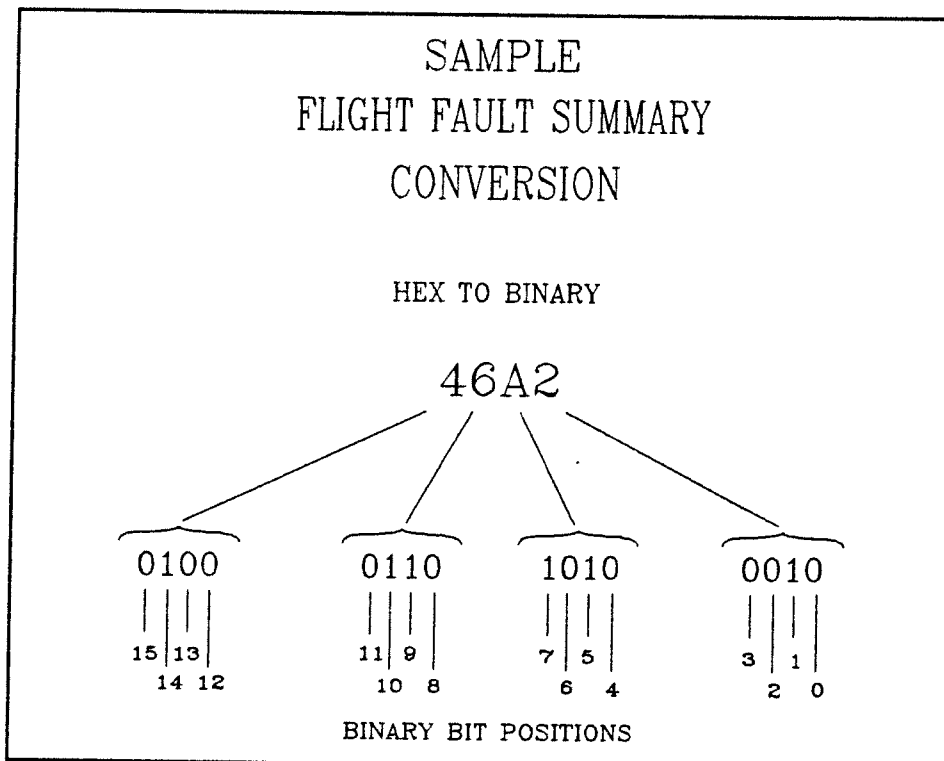 SAMPLE
FLIGHT FAULT SUMMARY
CONVERSION
HEX TO BINARY
46A2
0100 0110 1010 0010
15 13 11 9 7 5 3 1
14 12 10 8 6 4 2 0
BINARY BIT POSITIONS